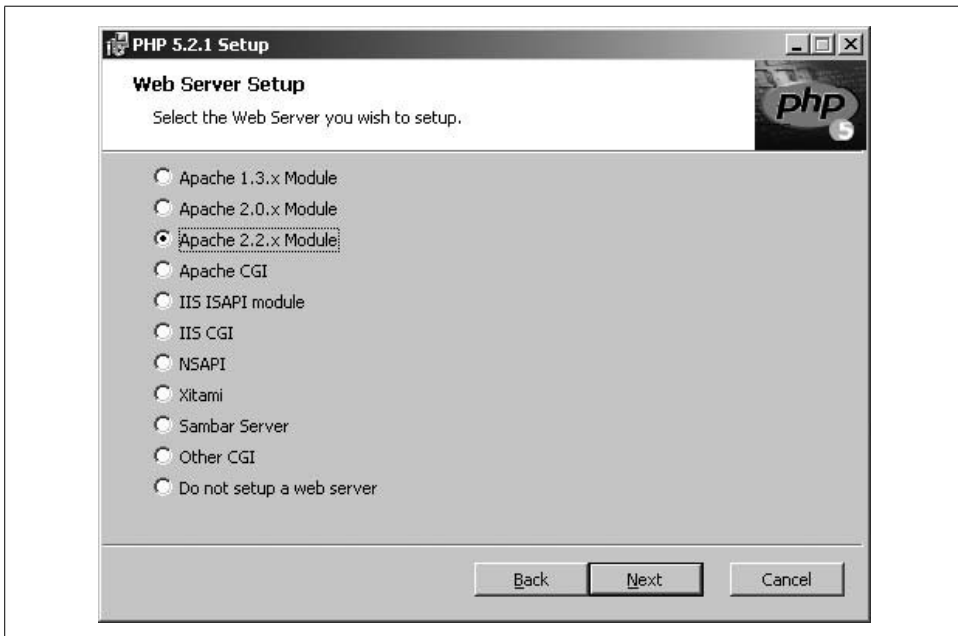 PHP 5.2.1 Setup
Web Server Setup
Select the Web Server you wish to setup.
php
5
Apache 1.3.x Module
Apache 2.0.x Module
Apache 2.2.x Module
Apache CGI
IIS ISAPI module
IIS CGI
NSAPI
Xitami
Sambar Server
Other CGI
Do not setup a web server
Back Next Cancel